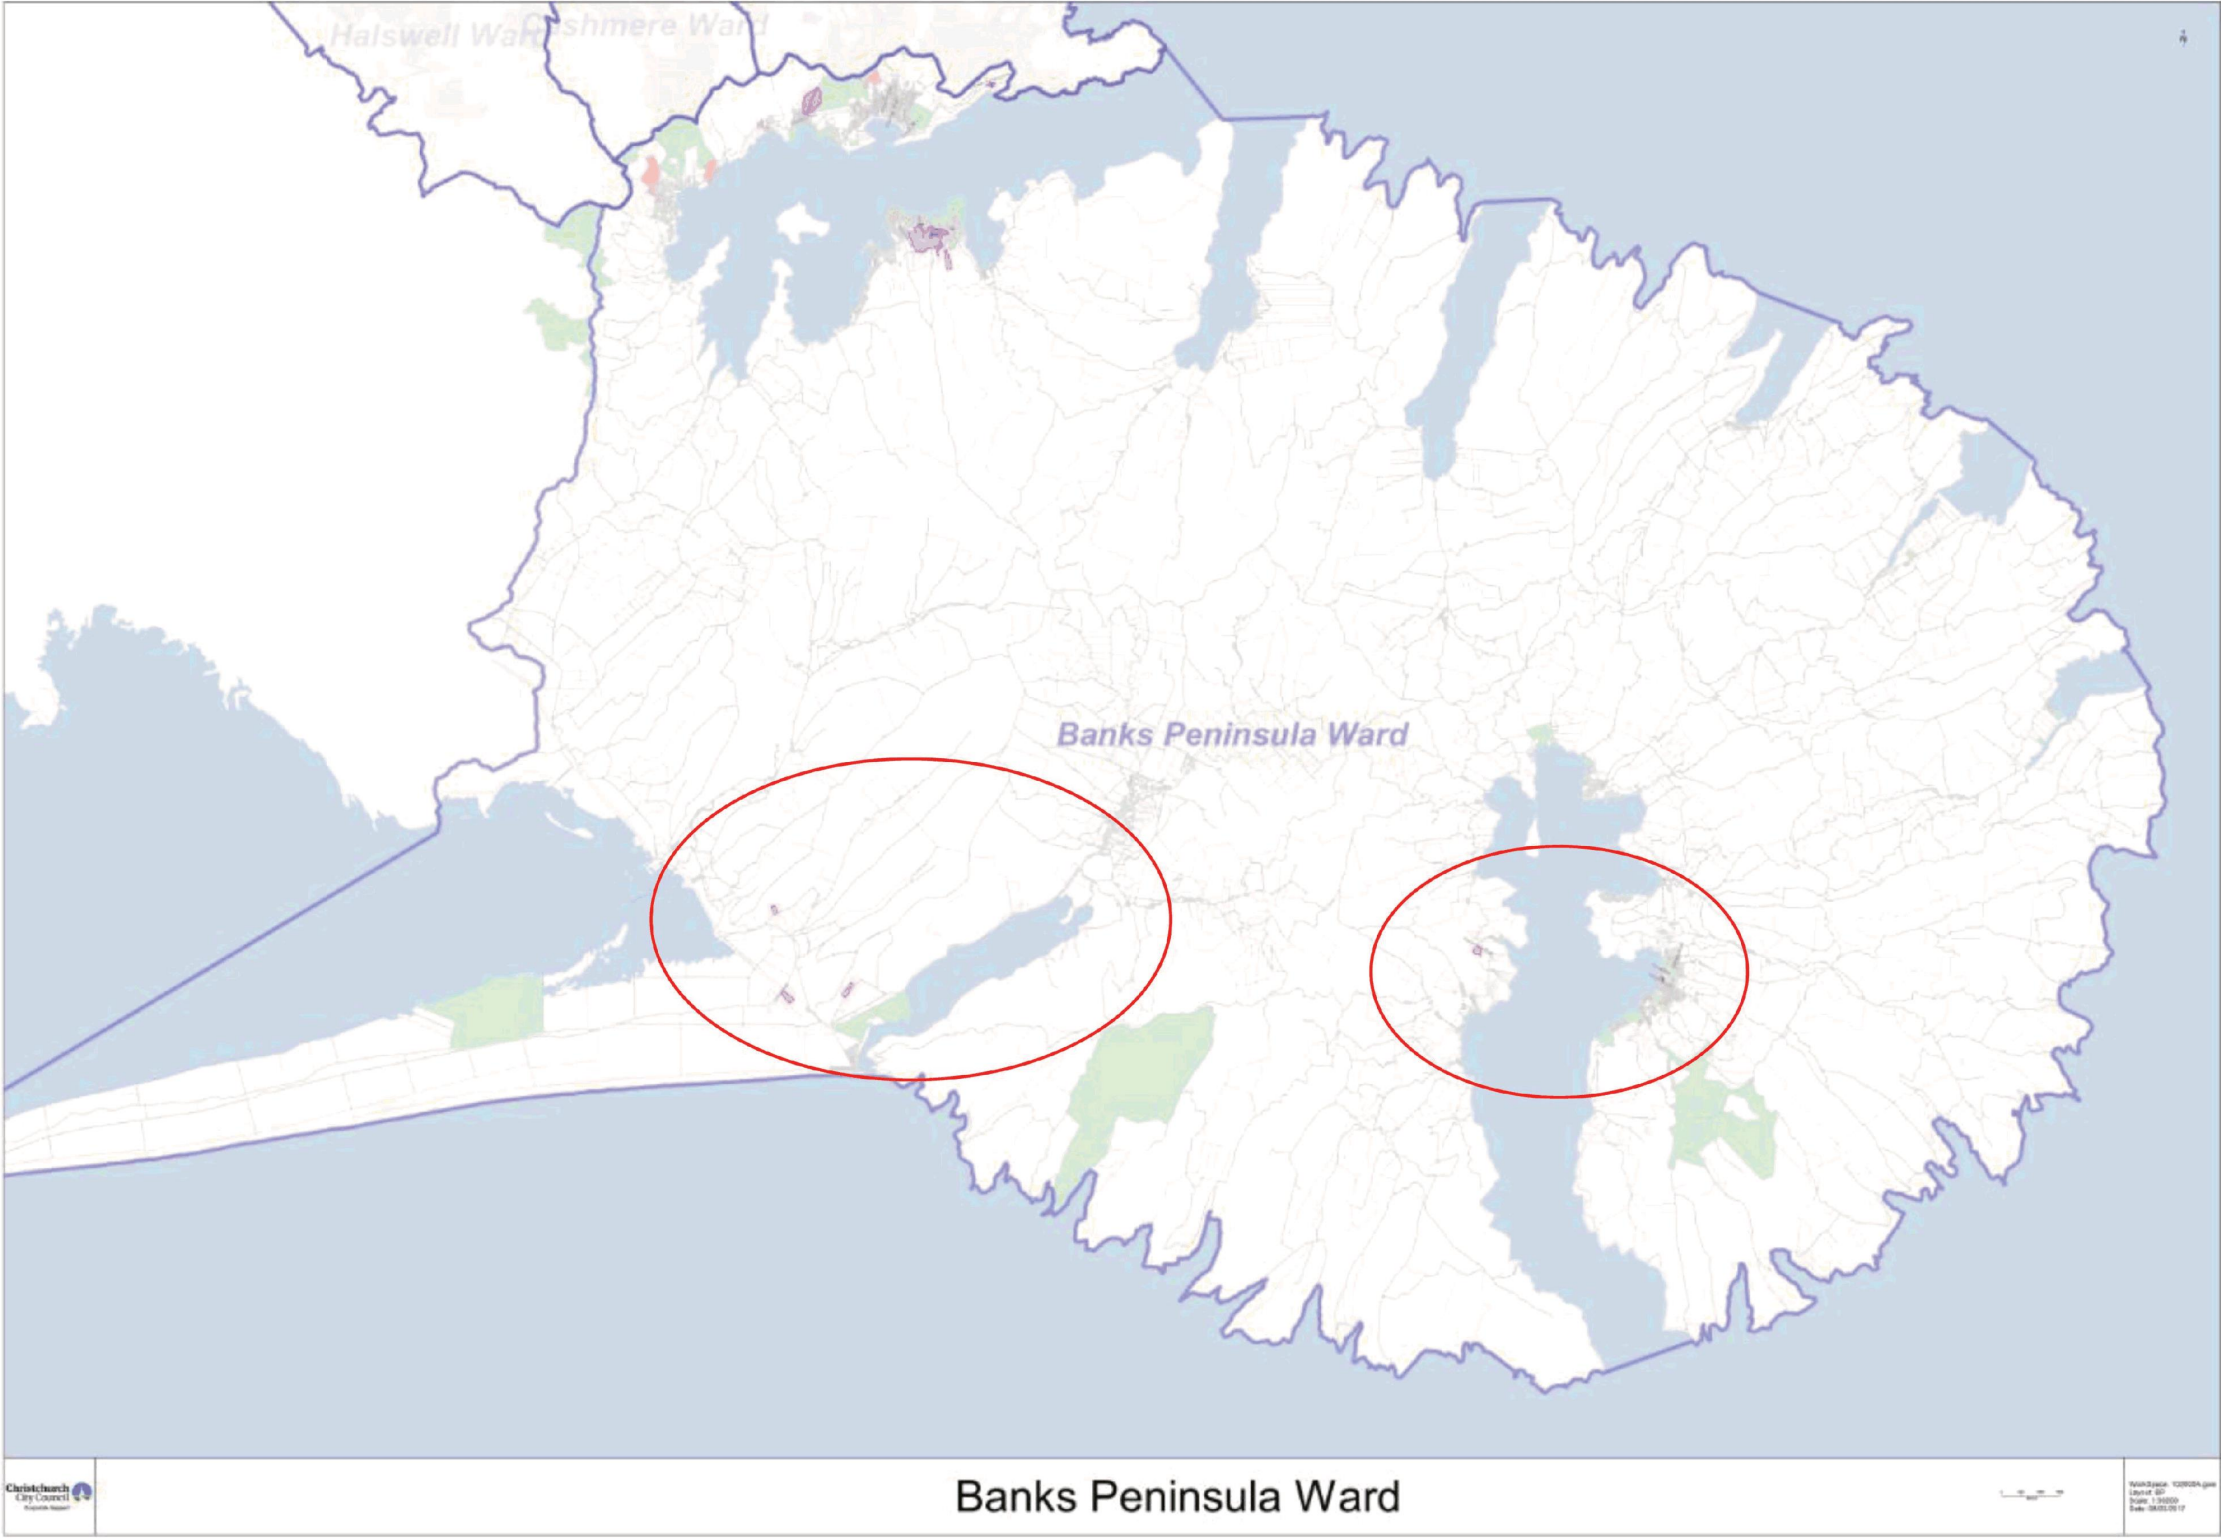 Halswell Ward
Cashmere Ward
Banks Peninsula Ward
Christchurch
City Council
Banks Peninsula Ward